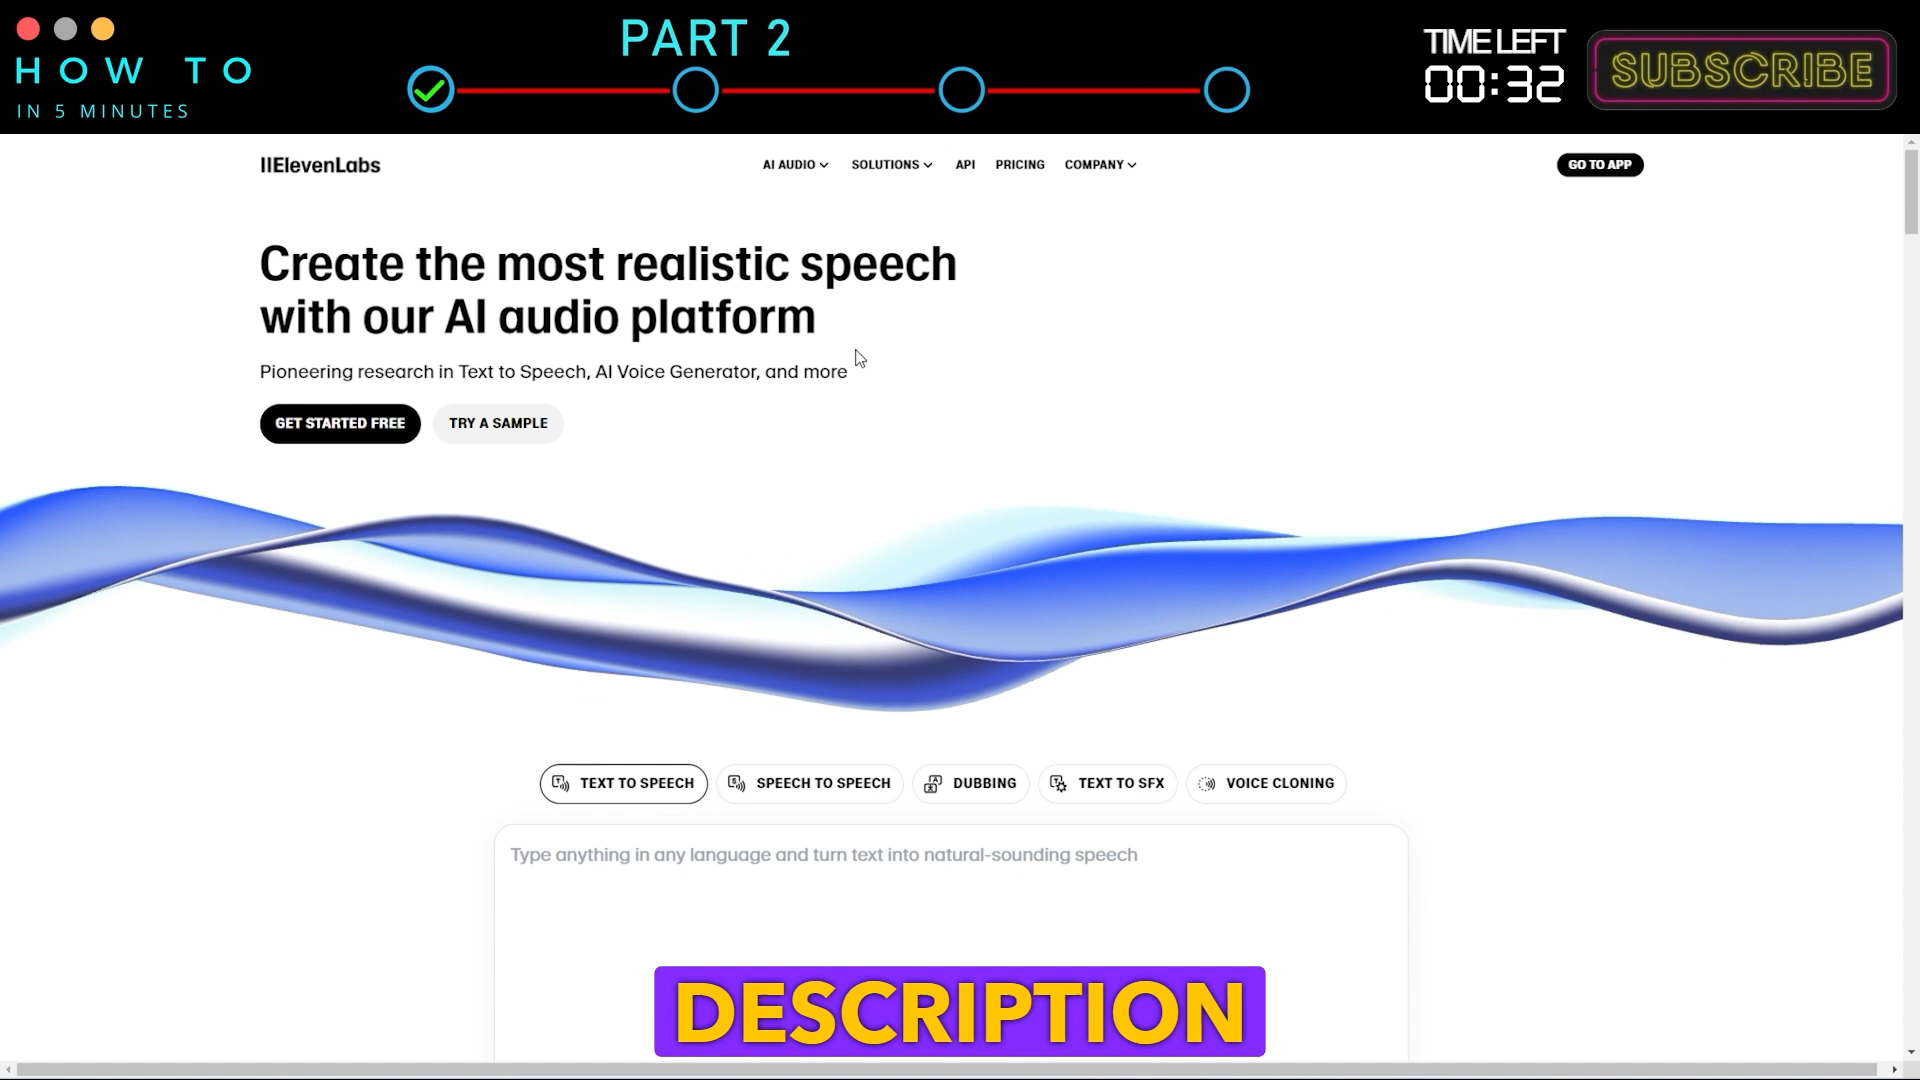 HOW TO
IN 5 MINUTES
PART 2
TIME LEFT
00:32
SUBSCRIBE
IIElevenLabs
AI AUDIO
SOLUTIONS
API
PRICING
COMPANY
GO TO APP
Create the most realistic speech
with our AI audio platform
Pioneering research in Text to Speech, AI Voice Generator, and more
GET STARTED FREE
TRY A SAMPLE
TEXT TO SPEECH
SPEECH TO SPEECH
DUBBING
TEXT TO SFX
VOICE CLONING
Type anything in any language and turn text into natural-sounding speech
DESCRIPTION